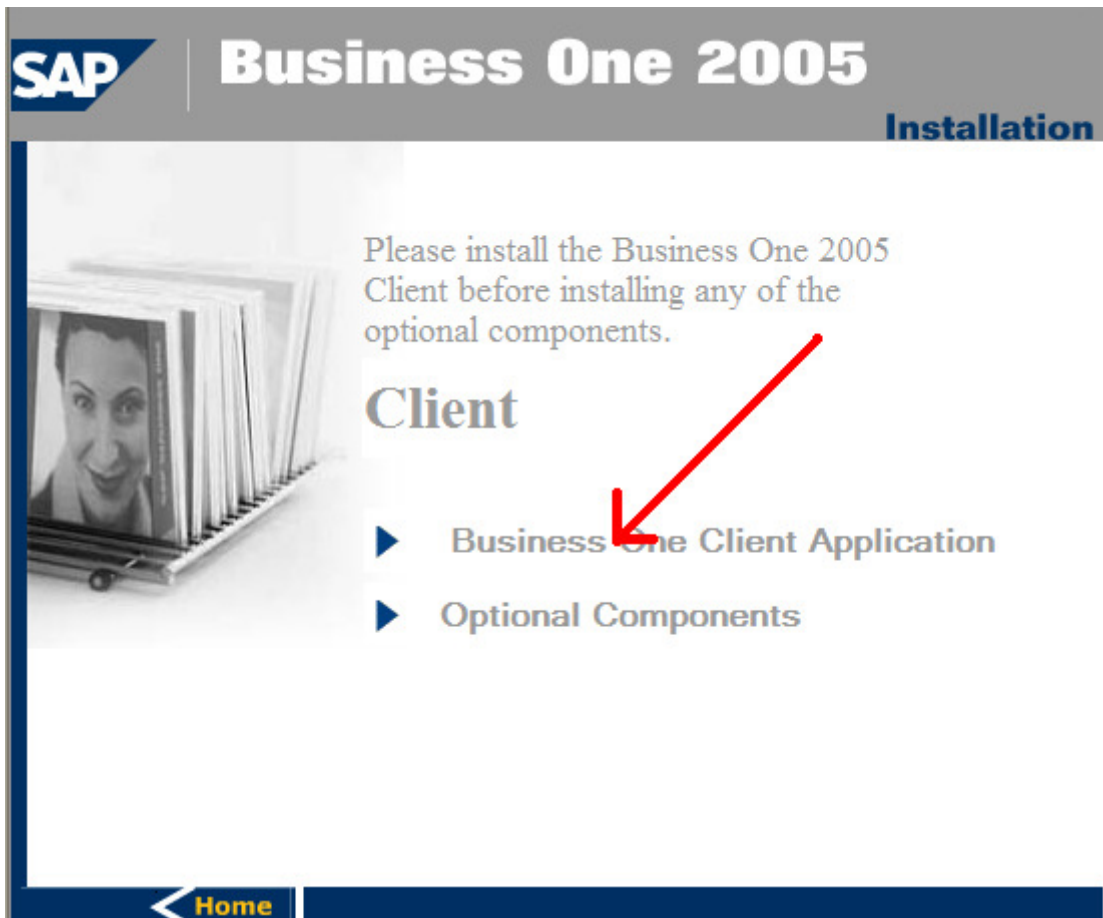 SAP
Business One 2005
Installation
Please install the Business One 2005
Client before installing any of the
optional components.
Client
Business One Client Application
Optional Components
Home